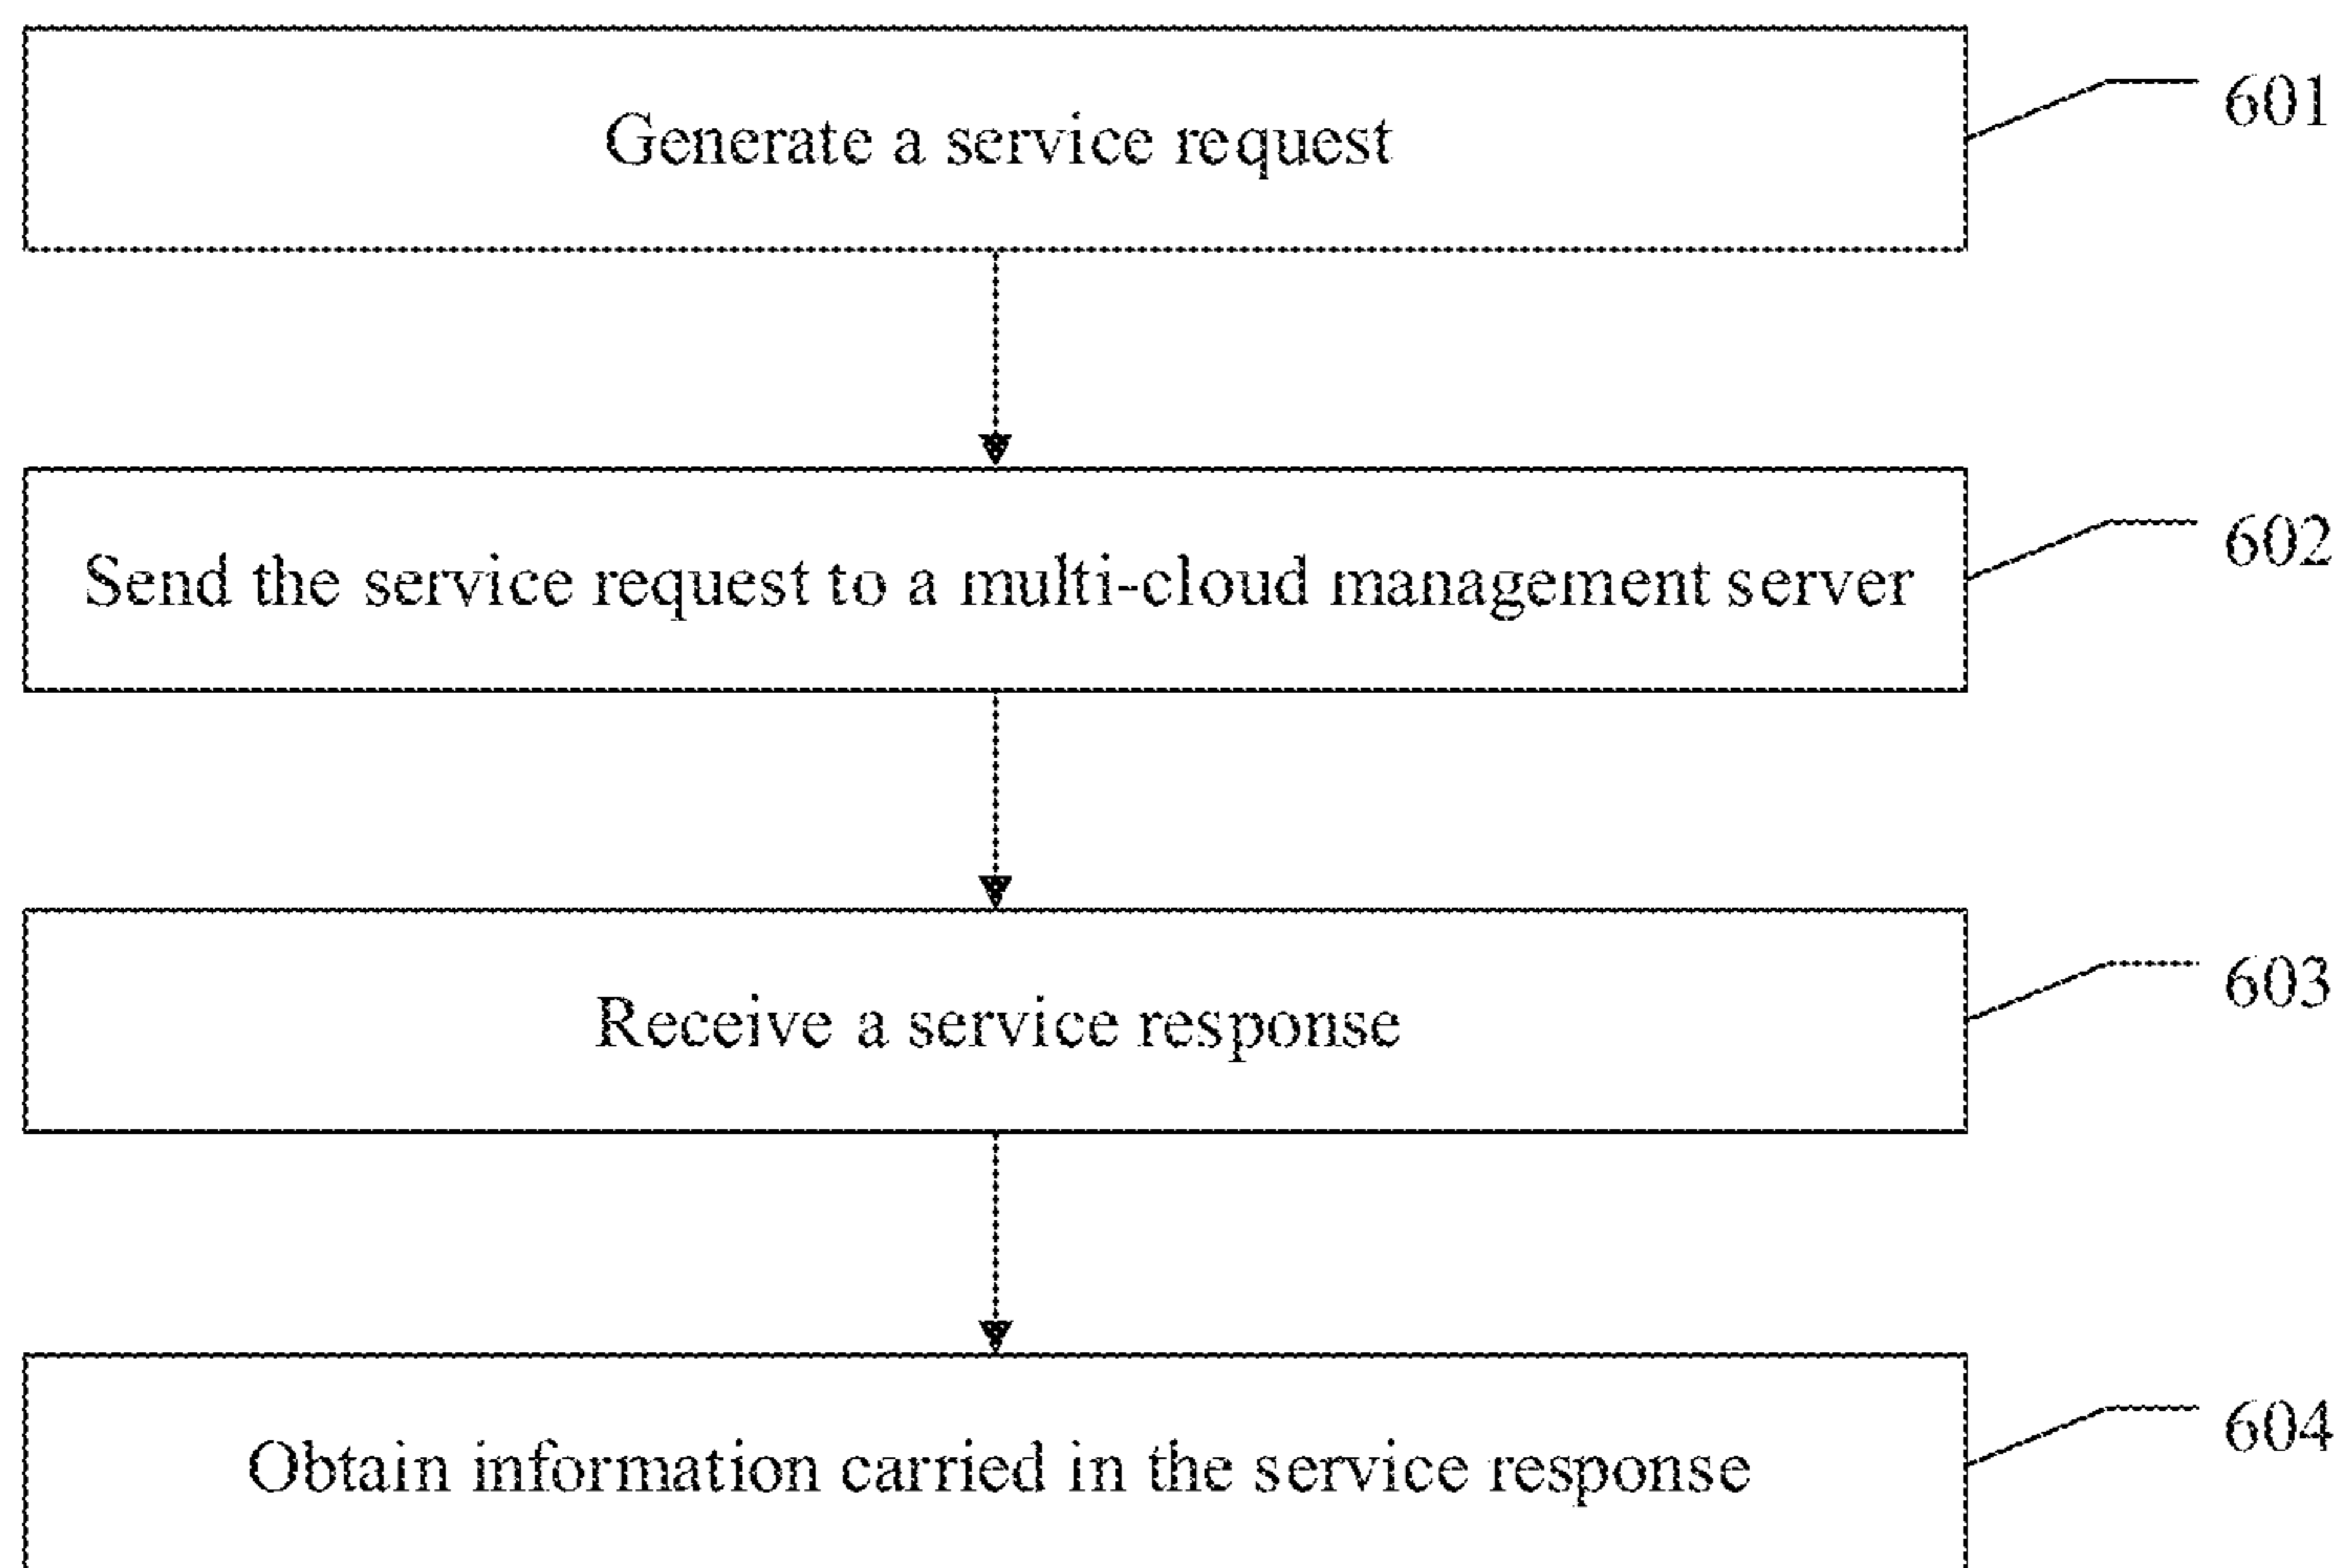 Generate a service request
601
Send the service request to a multi-cloud management server
602
Receive a service response
603
Obtain information carried in the service response
604